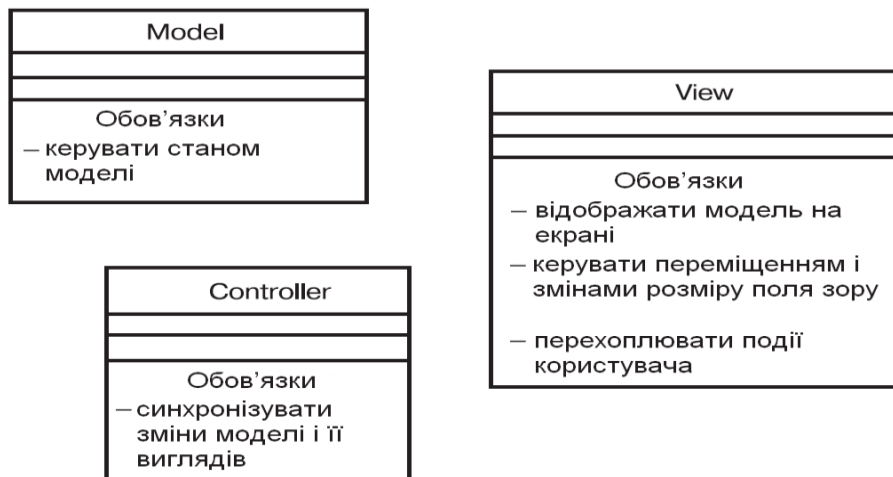 Model
Обов’язки
– керувати станом
моделі
View
Обов’язки
– відображати модель на
екрані
– керувати переміщенням і
змінами розміру поля зору
– перехоплювати події
користувача
Controller
Обов’язки
– синхронізувати
зміни моделі і її
виглядів